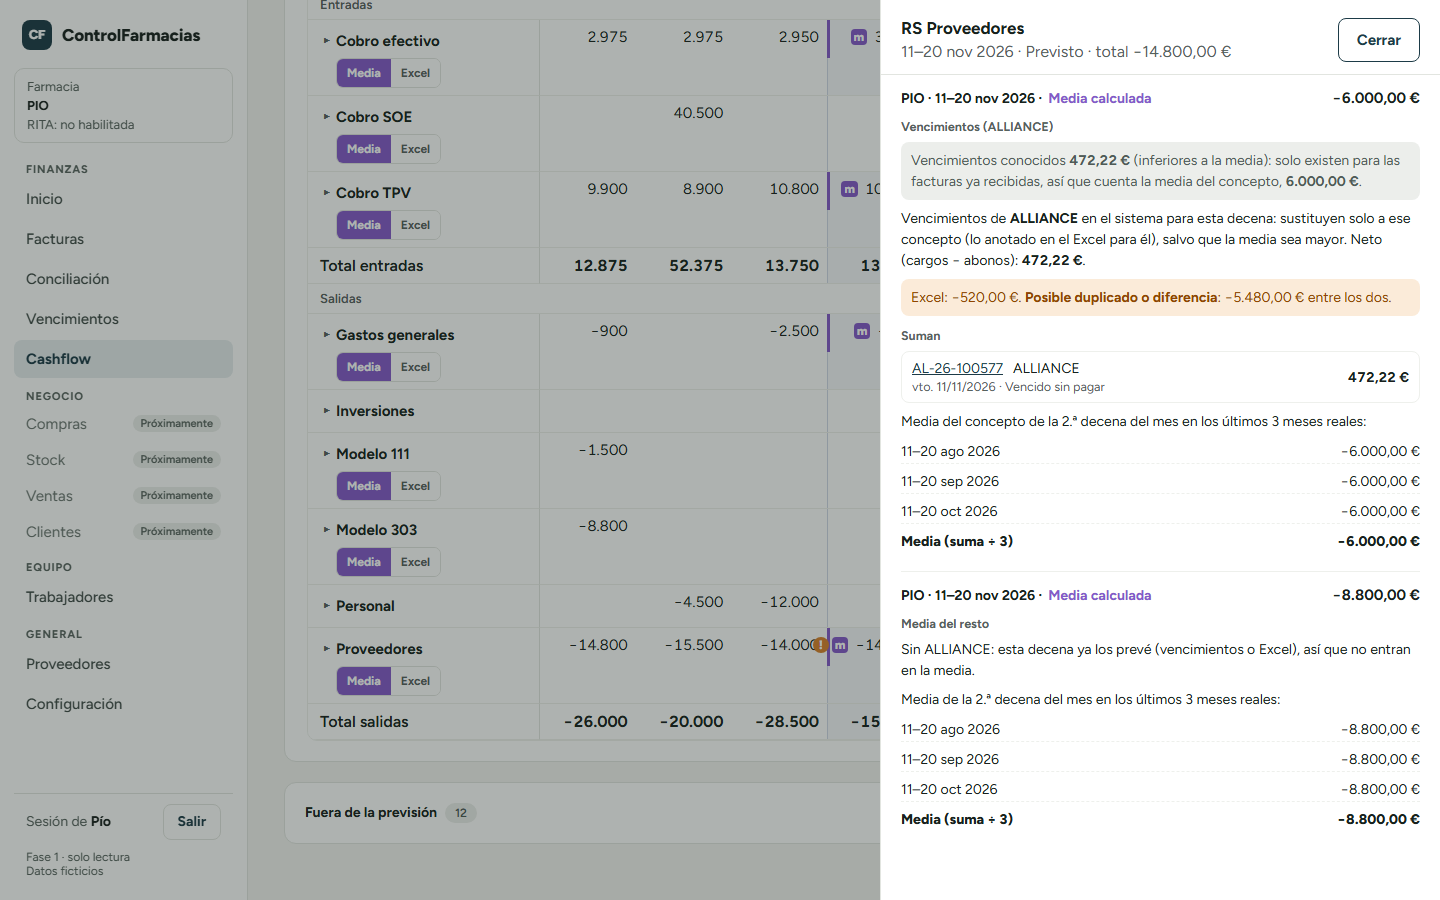 CF ControlFarmacias
Farmacia
PIO
RITA: no habilitada
FINANZAS
Inicio
Facturas
Conciliación
Vencimientos
Cashflow
NEGOCIO
Compras Próximamente
Stock Próximamente
Ventas Próximamente
Clientes Próximamente
EQUIPO
Trabajadores
GENERAL
Proveedores
Configuración
Sesión de Pío Salir
Fase 1 · solo lectura
Datos ficticios
Entradas
▸ Cobro efectivo 2.975 2.975 2.950 m 3
Media Excel
▸ Cobro SOE 40.500
Media Excel
▸ Cobro TPV 9.900 8.900 10.800 m 10
Media Excel
Total entradas 12.875 52.375 13.750 13
Salidas
▸ Gastos generales −900 −2.500 m -
Media Excel
▸ Inversiones
▸ Modelo 111 −1.500
Media Excel
▸ Modelo 303 −8.800
Media Excel
▸ Personal −4.500 −12.000
▸ Proveedores −14.800 −15.500 −14.000 ! m −14
Media Excel
Total salidas −26.000 −20.000 −28.500 −15
Fuera de la previsión 12
RS Proveedores
11–20 nov 2026 · Previsto · total −14.800,00 €
Cerrar
PIO · 11–20 nov 2026 · Media calculada −6.000,00 €
Vencimientos (ALLIANCE)
Vencimientos conocidos 472,22 € (inferiores a la media): solo existen para las
facturas ya recibidas, así que cuenta la media del concepto, 6.000,00 €.
Vencimientos de ALLIANCE en el sistema para esta decena: sustituyen solo a ese
concepto (lo anotado en el Excel para él), salvo que la media sea mayor. Neto
(cargos − abonos): 472,22 €.
Excel: −520,00 €. Posible duplicado o diferencia: −5.480,00 € entre los dos.
Suman
AL-26-100577 ALLIANCE 472,22 €
vto. 11/11/2026 · Vencido sin pagar
Media del concepto de la 2.ª decena del mes en los últimos 3 meses reales:
11–20 ago 2026 −6.000,00 €
11–20 sep 2026 −6.000,00 €
11–20 oct 2026 −6.000,00 €
Media (suma ÷ 3) −6.000,00 €
PIO · 11–20 nov 2026 · Media calculada −8.800,00 €
Media del resto
Sin ALLIANCE: esta decena ya los prevé (vencimientos o Excel), así que no entran
en la media.
Media de la 2.ª decena del mes en los últimos 3 meses reales:
11–20 ago 2026 −8.800,00 €
11–20 sep 2026 −8.800,00 €
11–20 oct 2026 −8.800,00 €
Media (suma ÷ 3) −8.800,00 €